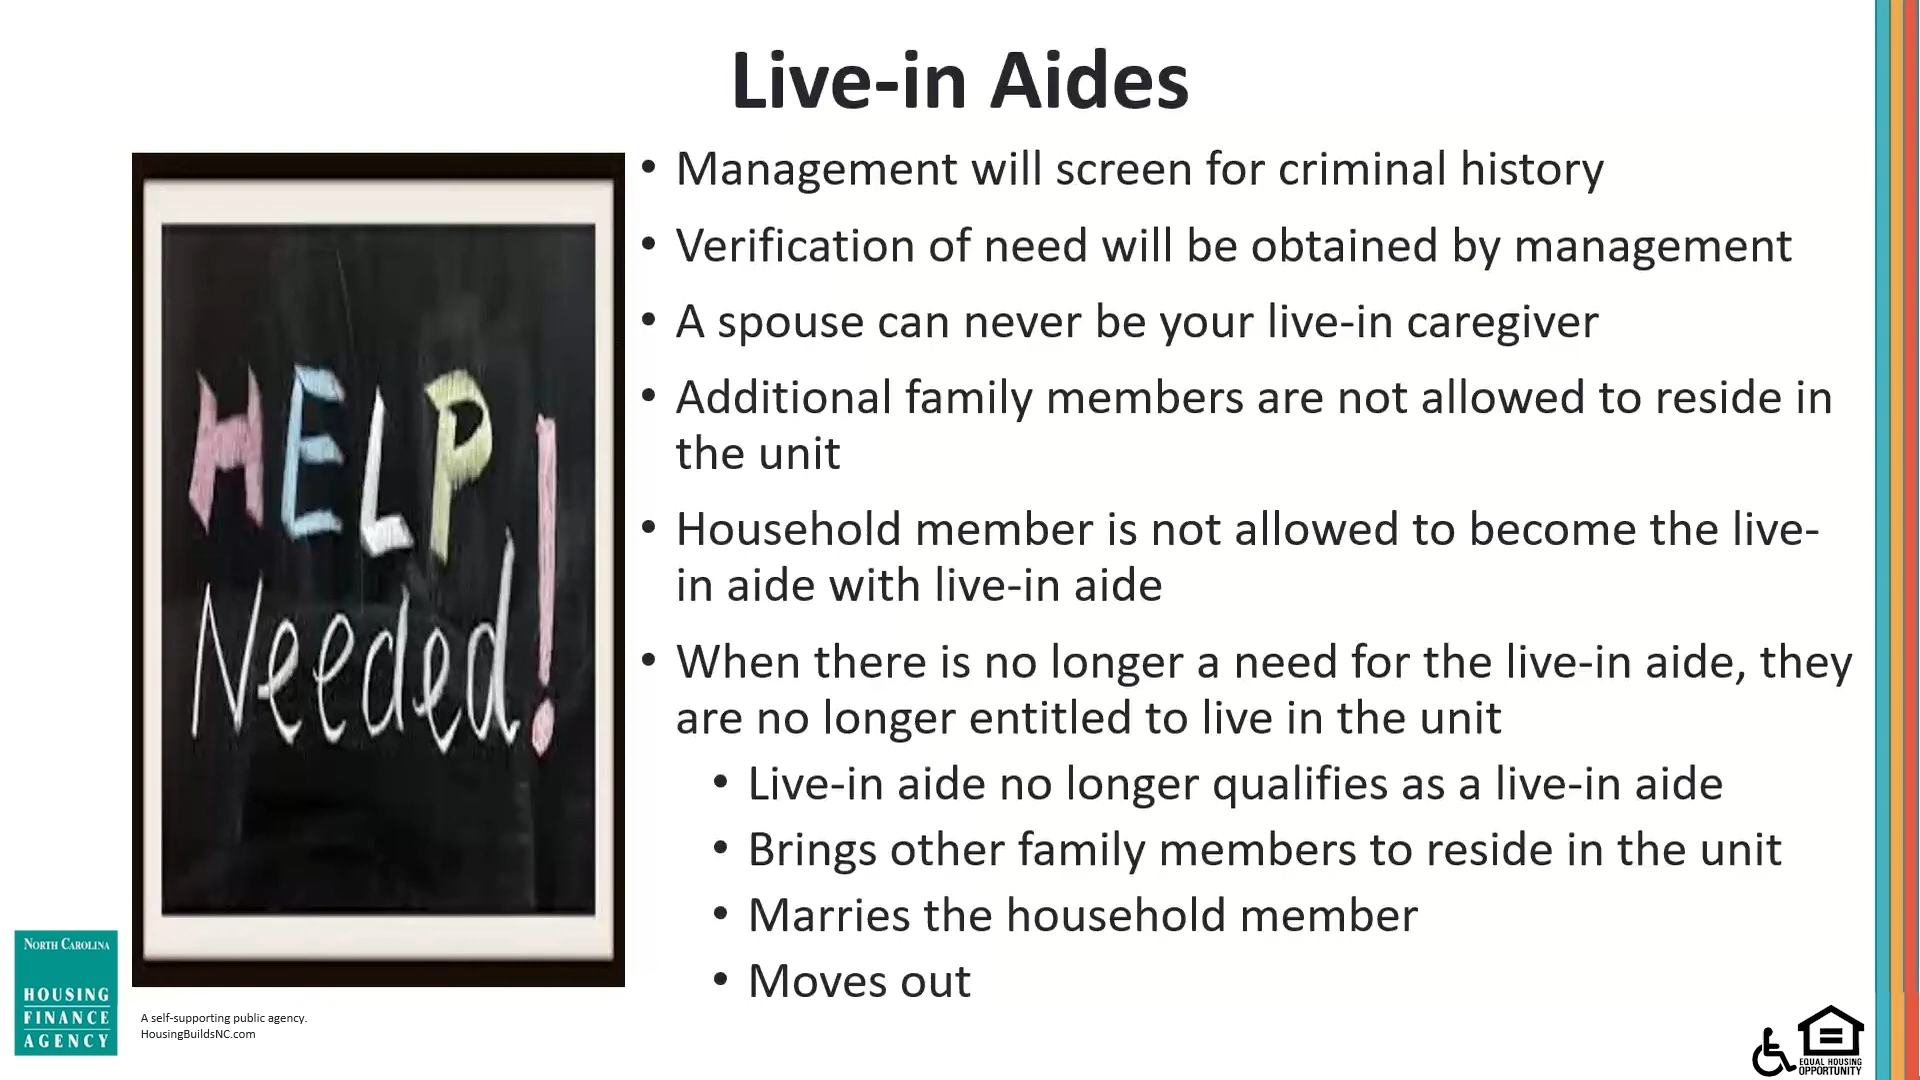 Live-in Aides
• Management will screen for criminal history
• Verification of need will be obtained by management
• A spouse can never be your live-in caregiver
• Additional family members are not allowed to reside in
the unit
• Household member is not allowed to become the live-
in aide with live-in aide
• When there is no longer a need for the live-in aide, they
are no longer entitled to live in the unit
• Live-in aide no longer qualifies as a live-in aide
• Brings other family members to reside in the unit
• Marries the household member
• Moves out
HELP
Needed!
NORTH CAROLINA
HOUSING
FINANCE
AGENCY
A self-supporting public agency.
HousingBuildsNC.com
EQUAL HOUSING
OPPORTUNITY